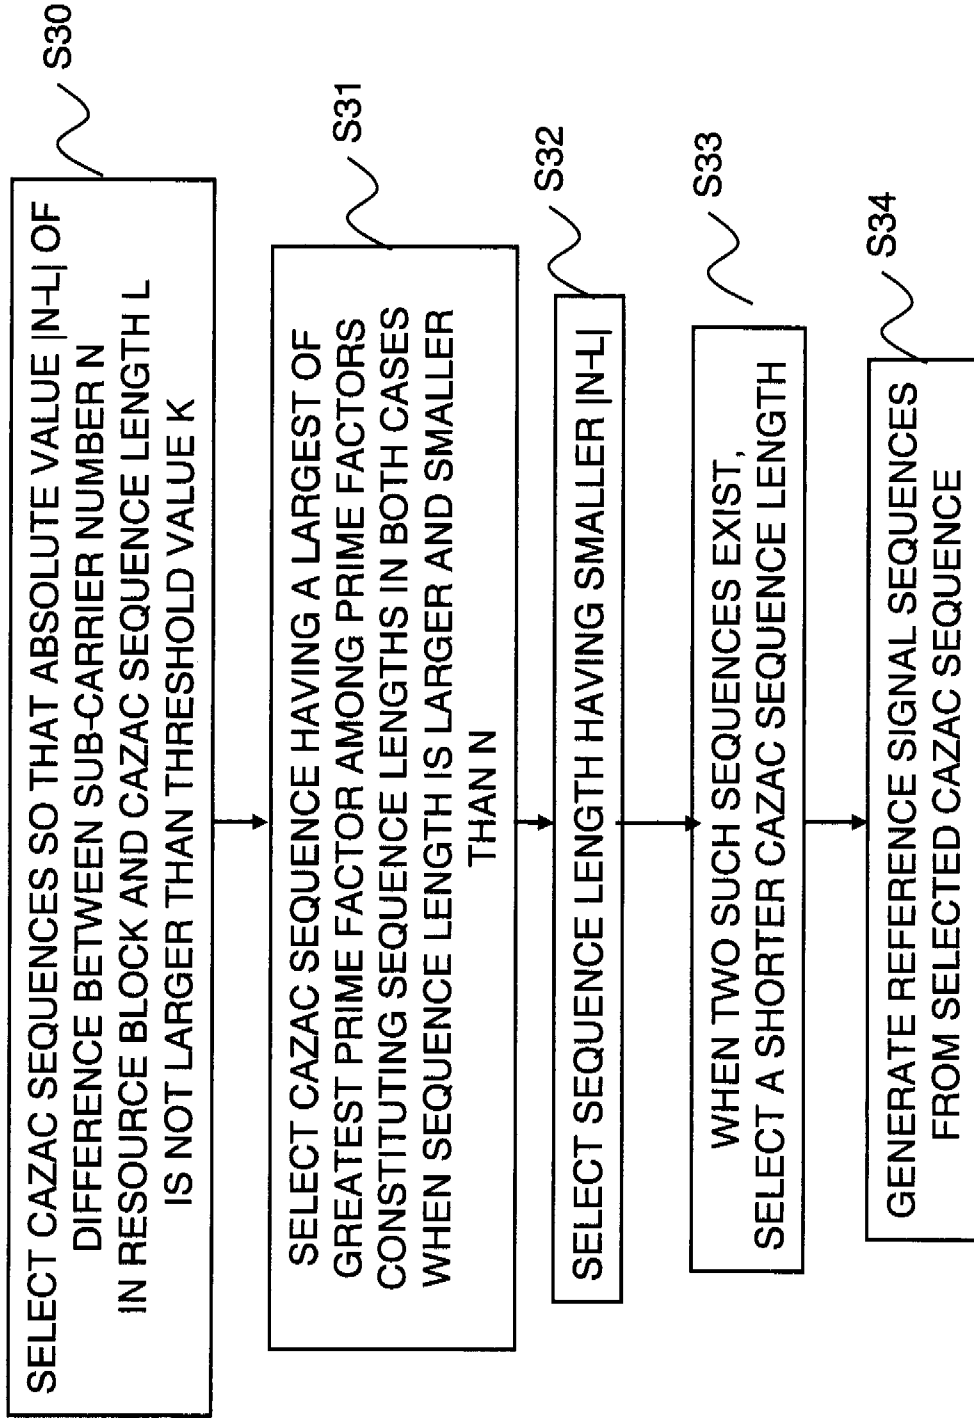 SELECT CAZAC SEQUENCES SO THAT ABSOLUTE VALUE |N-L| OF
DIFFERENCE BETWEEN SUB-CARRIER NUMBER N
IN RESOURCE BLOCK AND CAZAC SEQUENCE LENGTH L
IS NOT LARGER THAN THRESHOLD VALUE K
S30
SELECT CAZAC SEQUENCE HAVING A LARGEST OF
GREATEST PRIME FACTOR AMONG PRIME FACTORS
CONSTITUTING SEQUENCE LENGTHS IN BOTH CASES
WHEN SEQUENCE LENGTH IS LARGER AND SMALLER
THAN N
S31
SELECT SEQUENCE LENGTH HAVING SMALLER |N-L|
S32
WHEN TWO SUCH SEQUENCES EXIST,
SELECT A SHORTER CAZAC SEQUENCE LENGTH
S33
GENERATE REFERENCE SIGNAL SEQUENCES
FROM SELECTED CAZAC SEQUENCE
S34